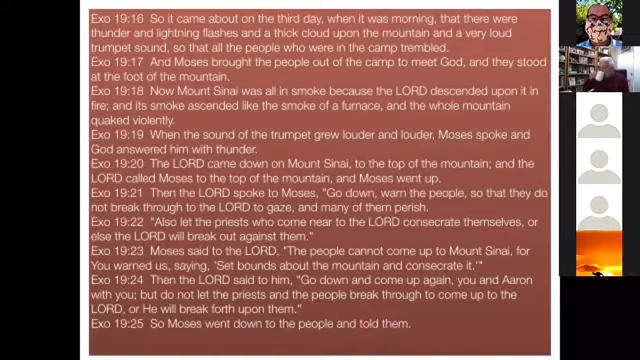 Exo 19:16  So it came about on the third day, when it was morning, that there were
thunder and lightning flashes and a thick cloud upon the mountain and a very loud
trumpet sound, so that all the people who were in the camp trembled.
Exo 19:17  And Moses brought the people out of the camp to meet God, and they stood
at the foot of the mountain.
Exo 19:18  Now Mount Sinai was all in smoke because the LORD descended upon it in
fire; and its smoke ascended like the smoke of a furnace, and the whole mountain
quaked violently.
Exo 19:19  When the sound of the trumpet grew louder and louder, Moses spoke and
God answered him with thunder.
Exo 19:20  The LORD came down on Mount Sinai, to the top of the mountain; and the
LORD called Moses to the top of the mountain, and Moses went up.
Exo 19:21  Then the LORD spoke to Moses, "Go down, warn the people, so that they do
not break through to the LORD to gaze, and many of them perish.
Exo 19:22  "Also let the priests who come near to the LORD consecrate themselves, or
else the LORD will break out against them."
Exo 19:23  Moses said to the LORD, "The people cannot come up to Mount Sinai, for
You warned us, saying, 'Set bounds about the mountain and consecrate it.'"
Exo 19:24  Then the LORD said to him, "Go down and come up again, you and Aaron
with you; but do not let the priests and the people break through to come up to the
LORD, or He will break forth upon them."
Exo 19:25  So Moses went down to the people and told them.